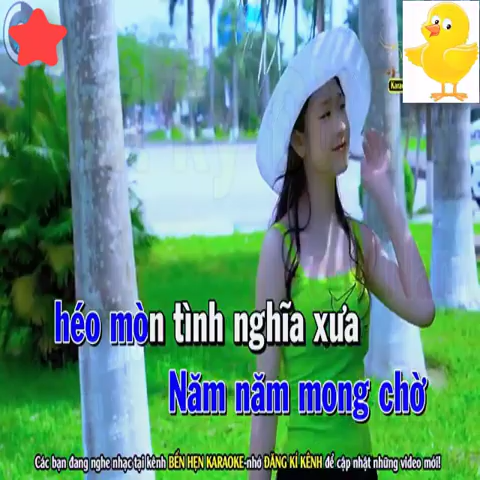 héo mòn tình nghĩa xưa
Năm năm mong chờ
Các bạn đang nghe nhạc tại kênh BẾN HẸN KARAOKE-nhớ ĐĂNG KÍ KÊNH để cập nhật những video mới!